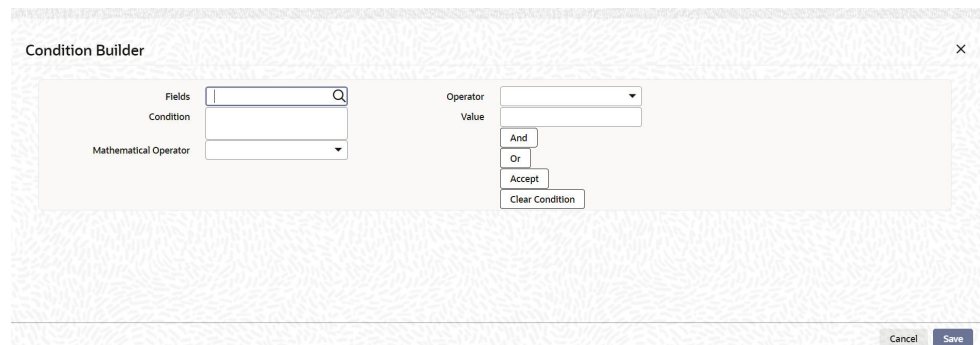 Condition Builder
Fields
Operator
Condition
Value
Mathematical Operator
And
Or
Accept
Clear Condition
Cancel
Save